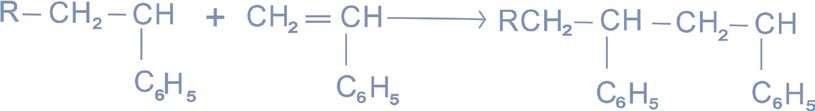 R–CH₂–CH + CH₂=CH → RCH₂–CH–CH₂–CH
C₆H₅ C₆H₅ C₆H₅ C₆H₅